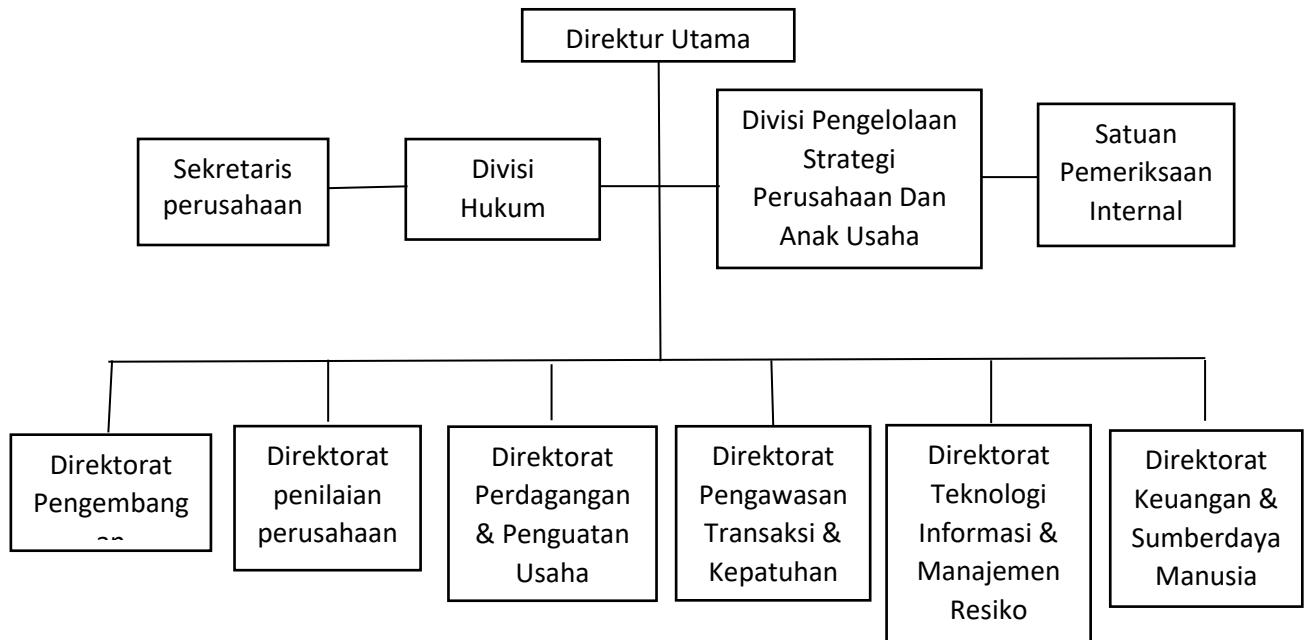 Direktur Utama
Sekretaris
perusahaan
Divisi
Hukum
Divisi Pengelolaan
Strategi
Perusahaan Dan
Anak Usaha
Satuan
Pemeriksaan
Internal
Direktorat
Pengembang
Direktorat
penilaian
perusahaan
Direktorat
Perdagangan
& Penguatan
Usaha
Direktorat
Pengawasan
Transaksi &
Kepatuhan
Direktorat
Teknologi
Informasi &
Manajemen
Resiko
Direktorat
Keuangan &
Sumberdaya
Manusia